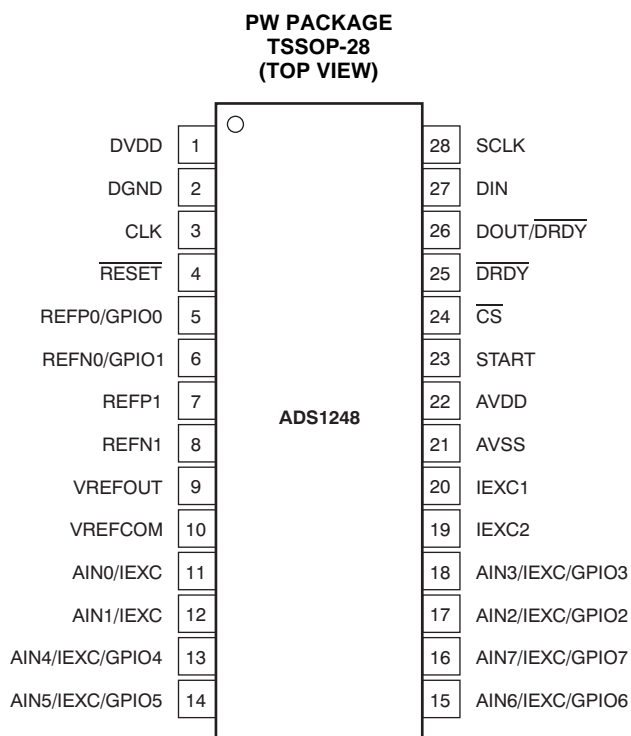 PW PACKAGE
TSSOP-28
(TOP VIEW)
DVDD 1 28 SCLK
DGND 2 27 DIN
CLK 3 26 DOUT/DRDY
RESET 4 25 DRDY
REFP0/GPIO0 5 24 CS
REFN0/GPIO1 6 23 START
REFP1 7 22 AVDD
ADS1248
REFN1 8 21 AVSS
VREFOUT 9 20 IEXC1
VREFCOM 10 19 IEXC2
AIN0/IEXC 11 18 AIN3/IEXC/GPIO3
AIN1/IEXC 12 17 AIN2/IEXC/GPIO2
AIN4/IEXC/GPIO4 13 16 AIN7/IEXC/GPIO7
AIN5/IEXC/GPIO5 14 15 AIN6/IEXC/GPIO6